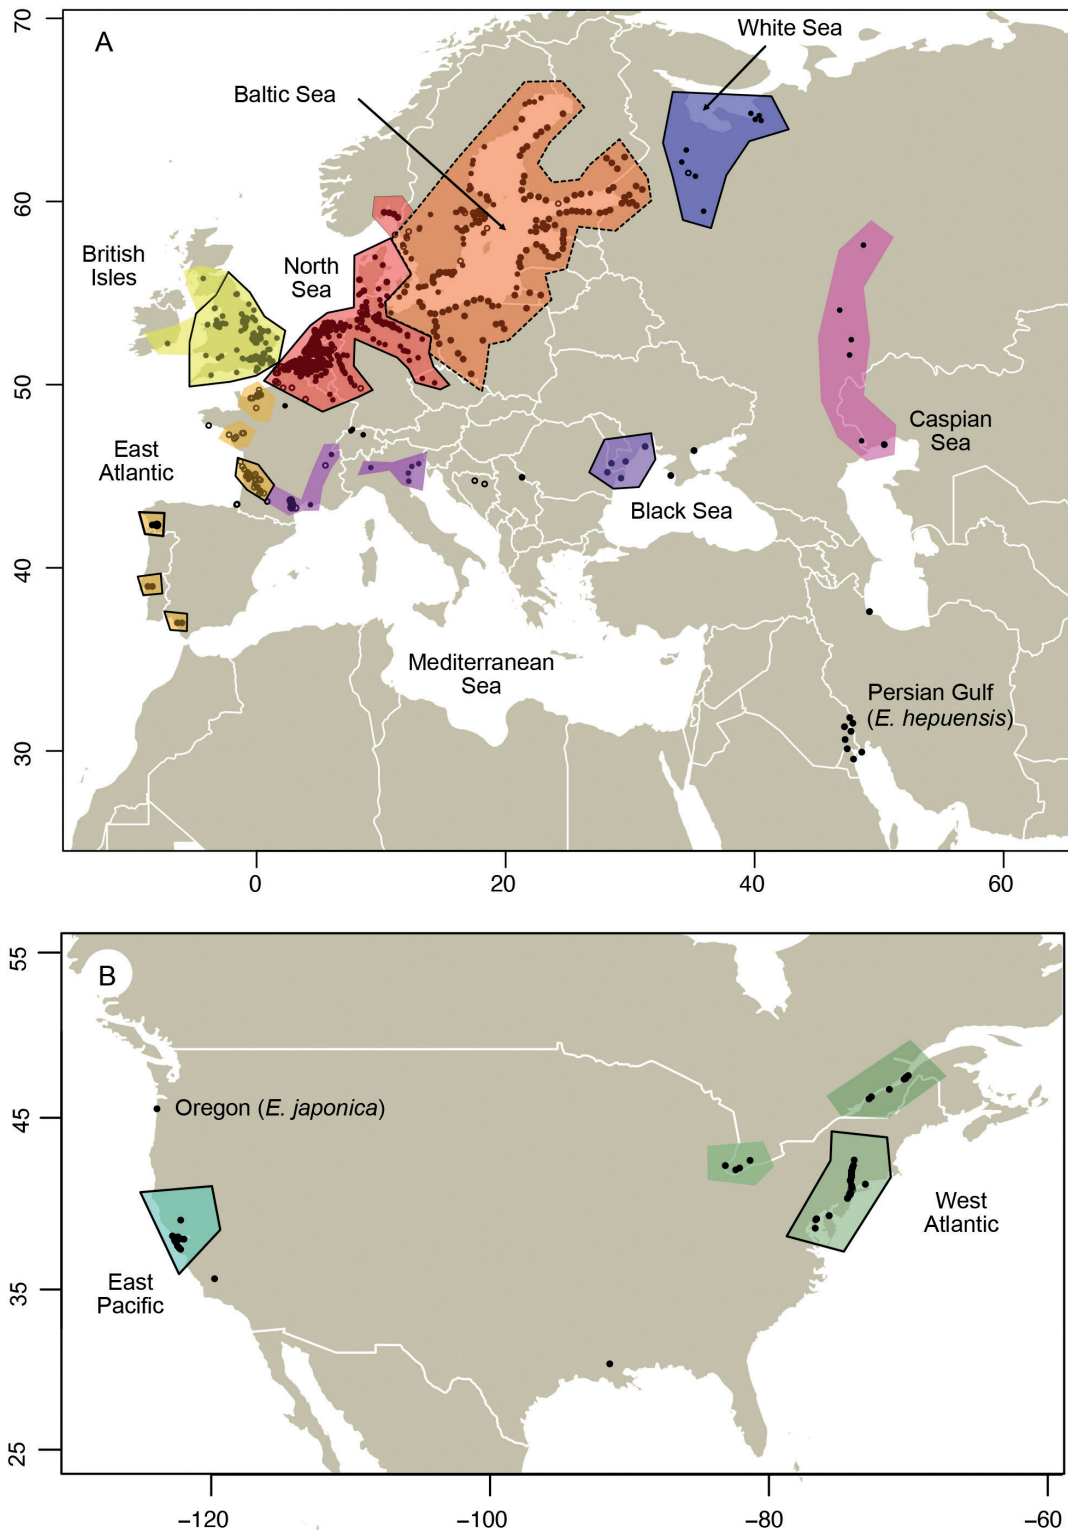 A
White Sea
Baltic Sea
British
Isles
North
Sea
East
Atlantic
Caspian
Sea
Black Sea
Mediterranean
Sea
Persian Gulf
(E. hepuensis)
70
60
50
40
30
0
20
40
60
B
Oregon (E. japonica)
East
Pacific
West
Atlantic
55
45
35
25
−120
−100
−80
−60